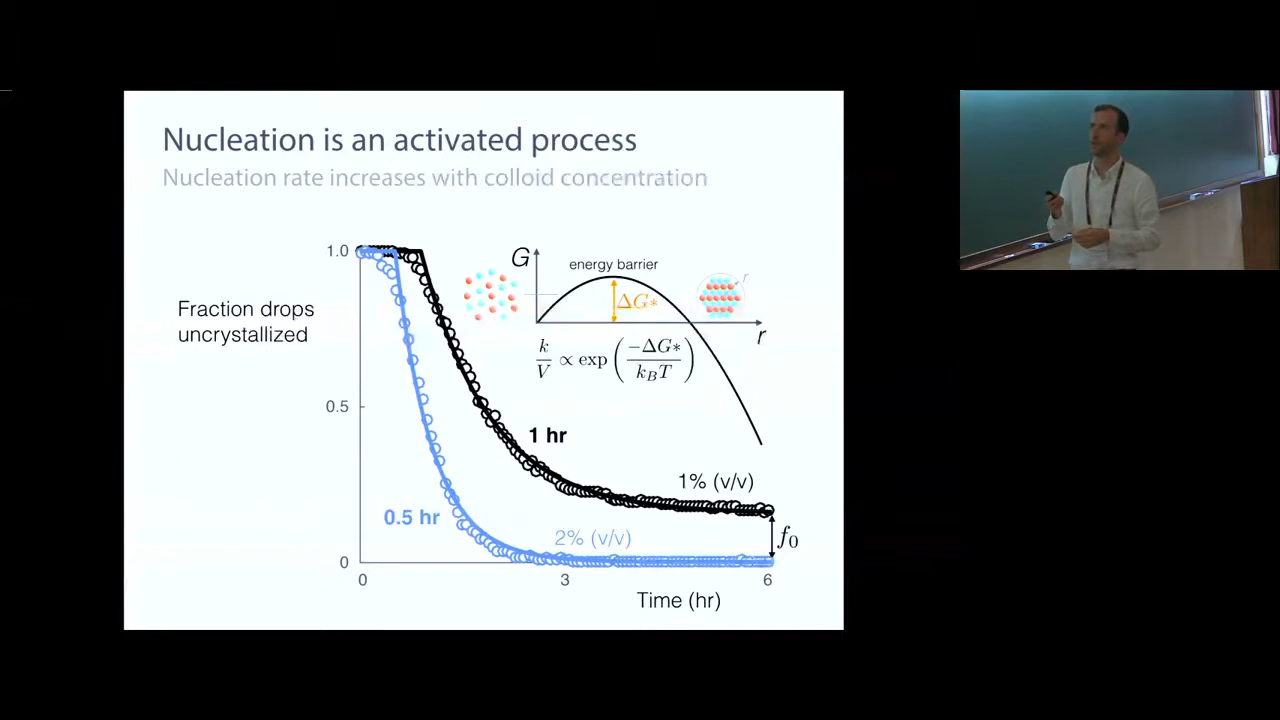 Nucleation is an activated process
Nucleation rate increases with colloid concentration
Fraction drops
uncrystallized
1.0
0.5
0
0
3
6
Time (hr)
G
energy barrier
ΔG*
r
r
k/V ∝ exp(−ΔG*/k_BT)
1 hr
1% (v/v)
0.5 hr
2% (v/v)
f₀